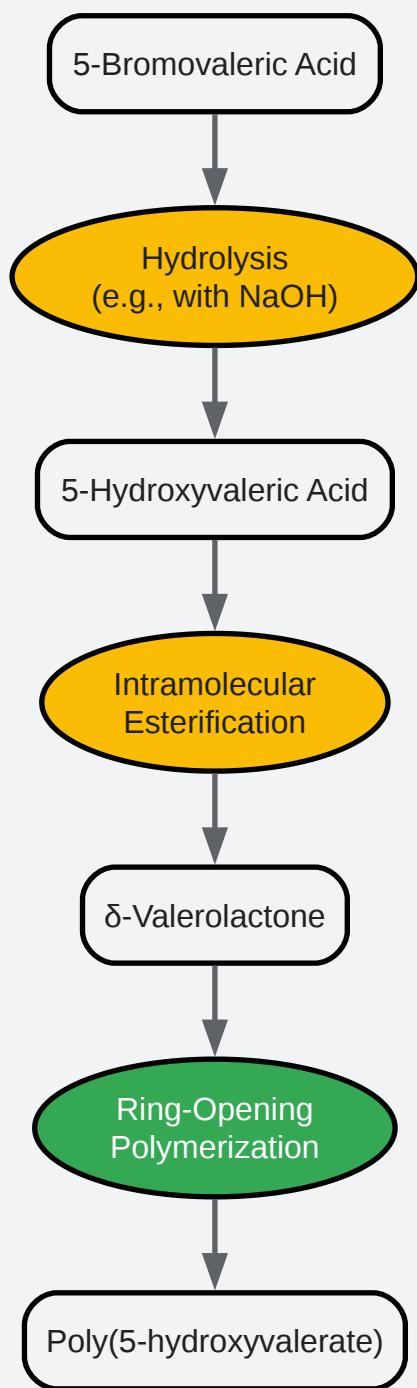 5-Bromovaleric Acid
Hydrolysis
(e.g., with NaOH)
5-Hydroxyvaleric Acid
Intramolecular
Esterification
δ-Valerolactone
Ring-Opening
Polymerization
Poly(5-hydroxyvalerate)